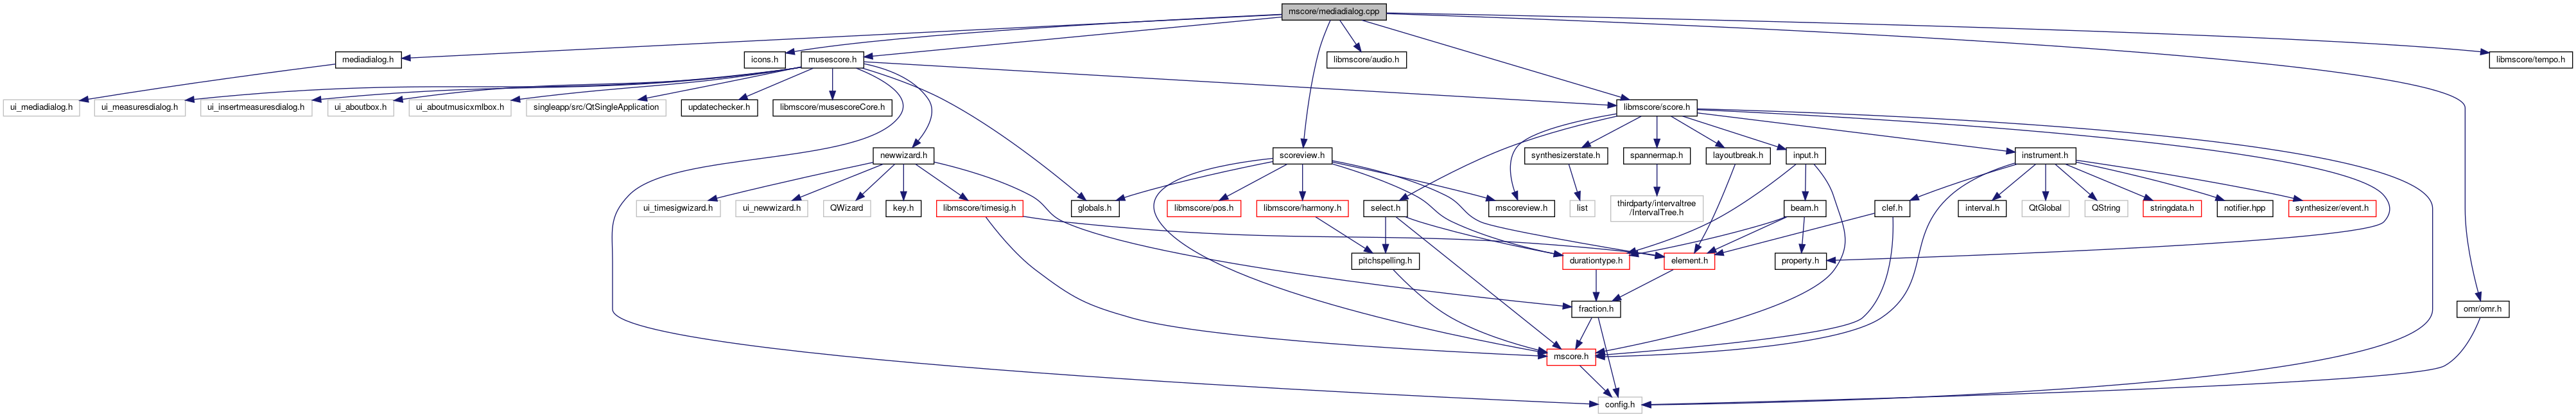 mscore/mediadialog.cpp
mediadialog.h
icons.h
musescore.h
libmscore/audio.h
libmscore/tempo.h
ui_mediadialog.h
ui_measuresdialog.h
ui_insertmeasuresdialog.h
ui_aboutbox.h
ui_aboutmusicxmlbox.h
singleapp/src/QtSingleApplication
updatechecker.h
libmscore/musescoreCore.h
libmscore/score.h
newwizard.h
scoreview.h
synthesizerstate.h
spannermap.h
layoutbreak.h
input.h
instrument.h
ui_timesigwizard.h
ui_newwizard.h
QWizard
key.h
libmscore/timesig.h
globals.h
libmscore/pos.h
libmscore/harmony.h
select.h
mscoreview.h
list
thirdparty/intervaltree
/IntervalTree.h
beam.h
clef.h
interval.h
QtGlobal
QString
stringdata.h
notifier.hpp
synthesizer/event.h
pitchspelling.h
durationtype.h
element.h
property.h
fraction.h
omr/omr.h
mscore.h
config.h